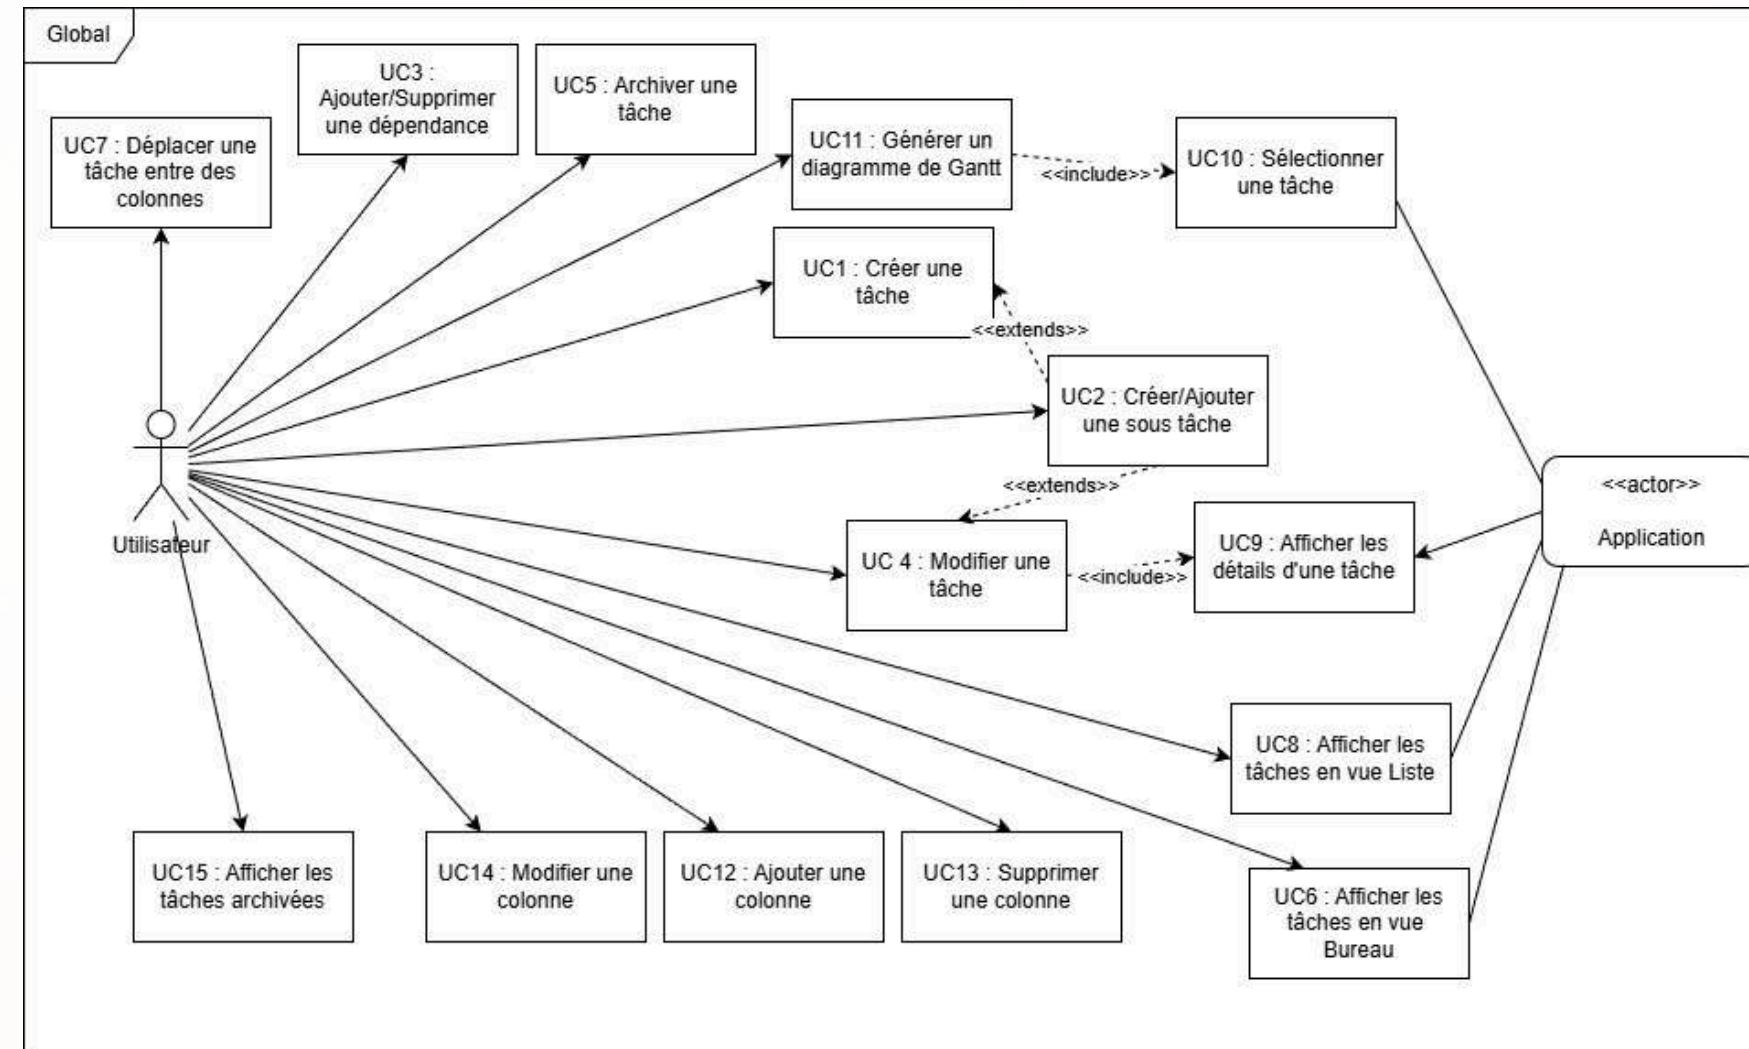 Global
UC3 :
Ajouter/Supprimer
une dépendance
UC5 : Archiver une
tâche
UC7 : Déplacer une
tâche entre des
colonnes
UC11 : Générer un
diagramme de Gantt
<<include>>
UC10 : Sélectionner
une tâche
UC1 : Créer une
tâche
<<extends>>
UC2 : Créer/Ajouter
une sous tâche
<<extends>>
<<actor>>
Application
Utilisateur
UC 4 : Modifier une
tâche
<<include>>
UC9 : Afficher les
détails d'une tâche
UC8 : Afficher les
tâches en vue Liste
UC15 : Afficher les
tâches archivées
UC14 : Modifier une
colonne
UC12 : Ajouter une
colonne
UC13 : Supprimer
une colonne
UC6 : Afficher les
tâches en vue
Bureau